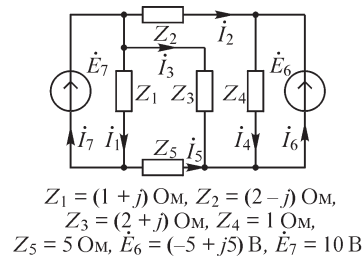 Z₂ İ₂
Ė₇ İ₃ Ė₆
Z₁ Z₃ Z₄
İ₇ İ₁ Z₅ İ₅ İ₄ İ₆
Z₁ = (1 + j) Ом, Z₂ = (2 – j) Ом,
Z₃ = (2 + j) Ом, Z₄ = 1 Ом,
Z₅ = 5 Ом, Ė₆ = (–5 + j5) В, Ė₇ = 10 В